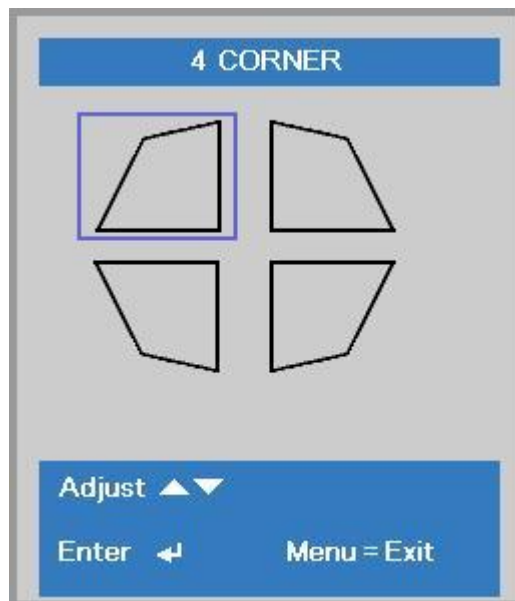 4 CORNER
Adjust ▲▼
Enter ↵
Menu = Exit